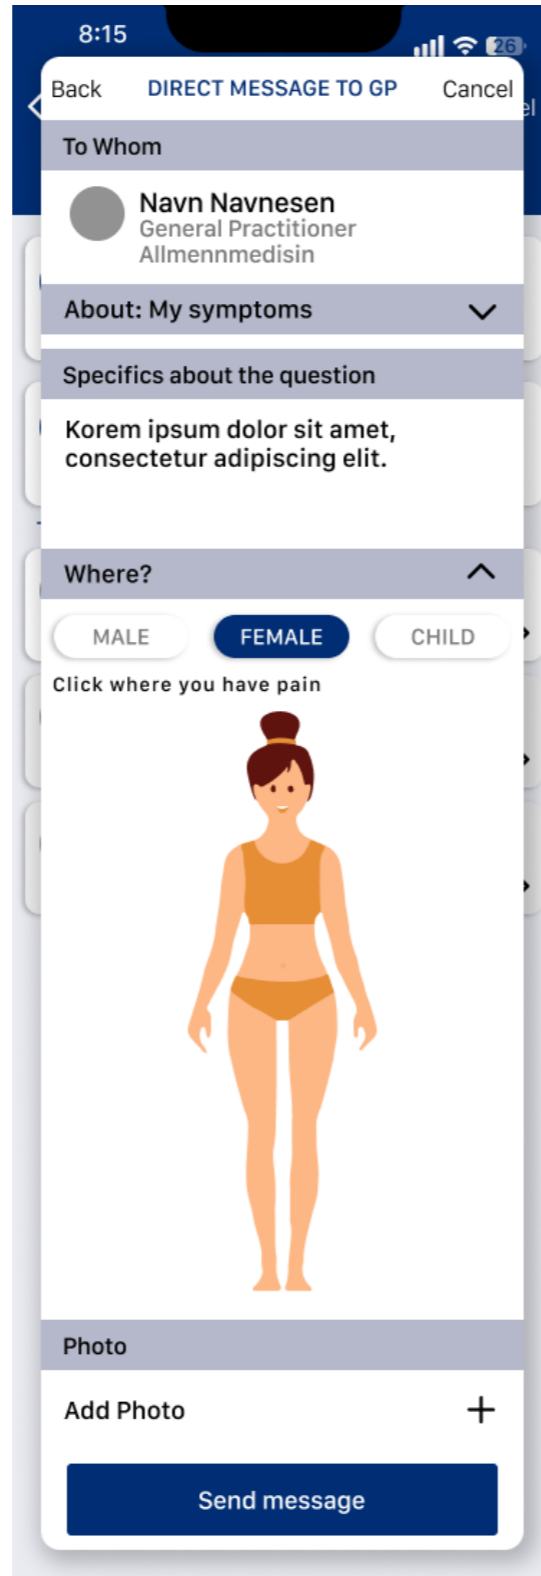 8:15
26
Back DIRECT MESSAGE TO GP Cancel
To Whom
Navn Navnesen
General Practitioner
Allmennmedisin
About: My symptoms
Specifics about the question
Korem ipsum dolor sit amet,
consectetur adipiscing elit.
Where?
MALE FEMALE CHILD
Click where you have pain
Photo
Add Photo
Send message